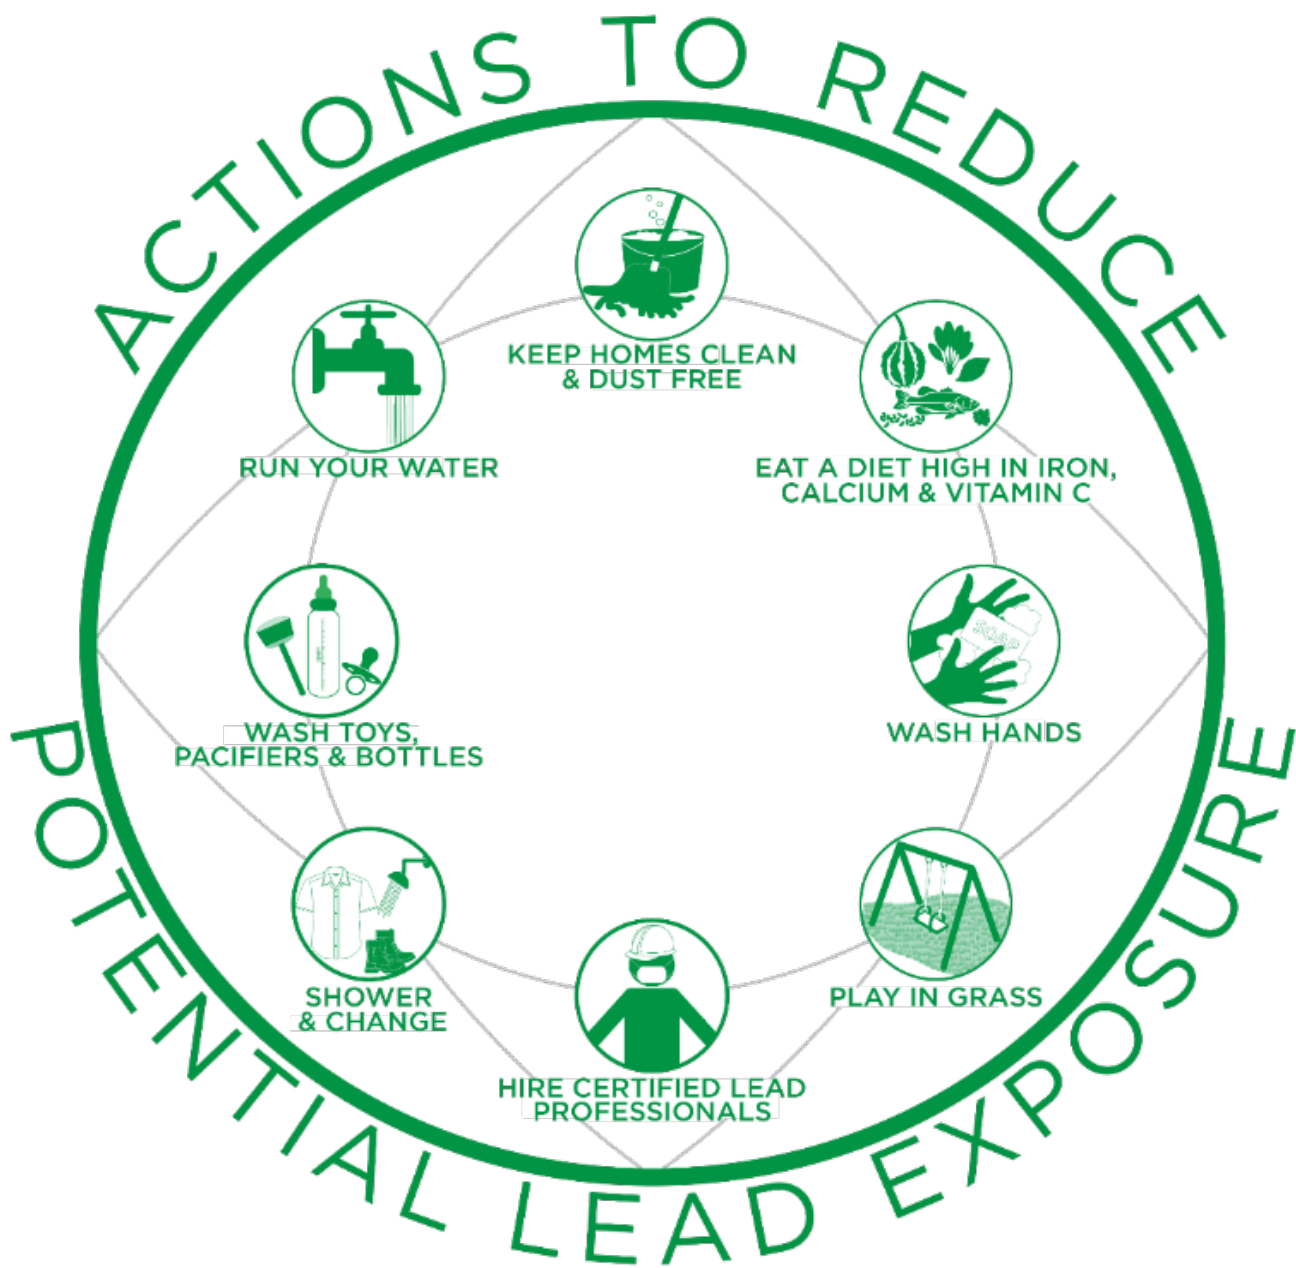 ACTIONS TO REDUCE
KEEP HOMES CLEAN
& DUST FREE
EAT A DIET HIGH IN IRON,
CALCIUM & VITAMIN C
SOAP
WASH HANDS
PLAY IN GRASS
HIRE CERTIFIED LEAD
PROFESSIONALS
SHOWER
& CHANGE
WASH TOYS,
PACIFIERS & BOTTLES
RUN YOUR WATER
POTENTIAL LEAD EXPOSURE